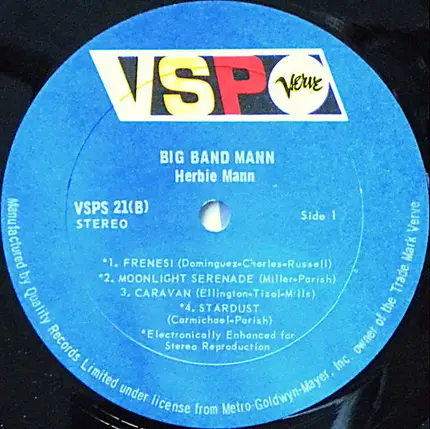 VSP Verve
BIG BAND MANN
Herbie Mann
VSPS 21(B)
STEREO
Side 1
*1. FRENESI (Dominguez-Charles-Russell)
*2. MOONLIGHT SERENADE (Miller-Parish)
3. CARAVAN (Ellington-Tizol-Mills)
*4. STARDUST
(Carmichael-Parish)
*Electronically Enhanced for
Stereo Reproduction
Manufactured by Quality Records Limited under license from Metro-Goldwyn-Mayer, Inc. owner of the Trade Mark Verve